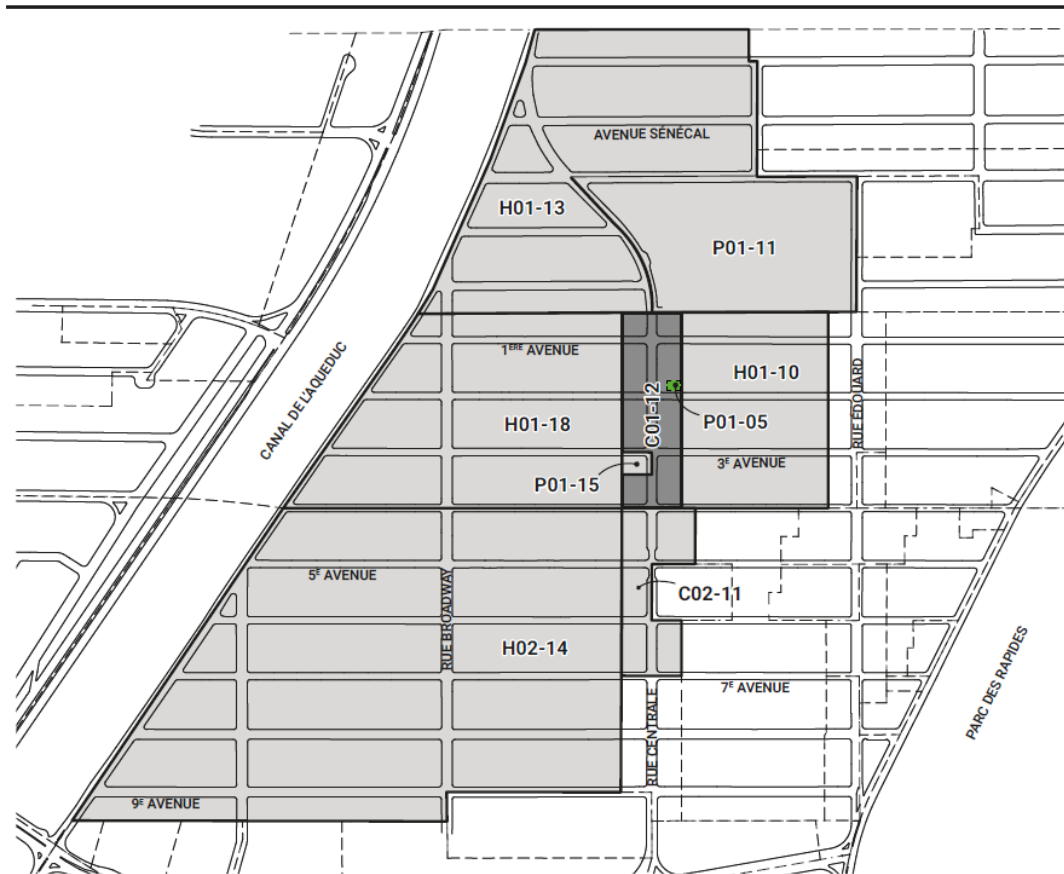 AVENUE SÉNÉCAL
H01-13
P01-11
1ERE AVENUE
H01-10
CANAL DE L'AQUEDUC
C01-12
RUE ÉDOUARD
H01-18
P01-05
3E AVENUE
P01-15
5E AVENUE
RUE BROADWAY
C02-11
H02-14
7E AVENUE
RUE CENTRALE
PARC DES RAPIDES
9E AVENUE